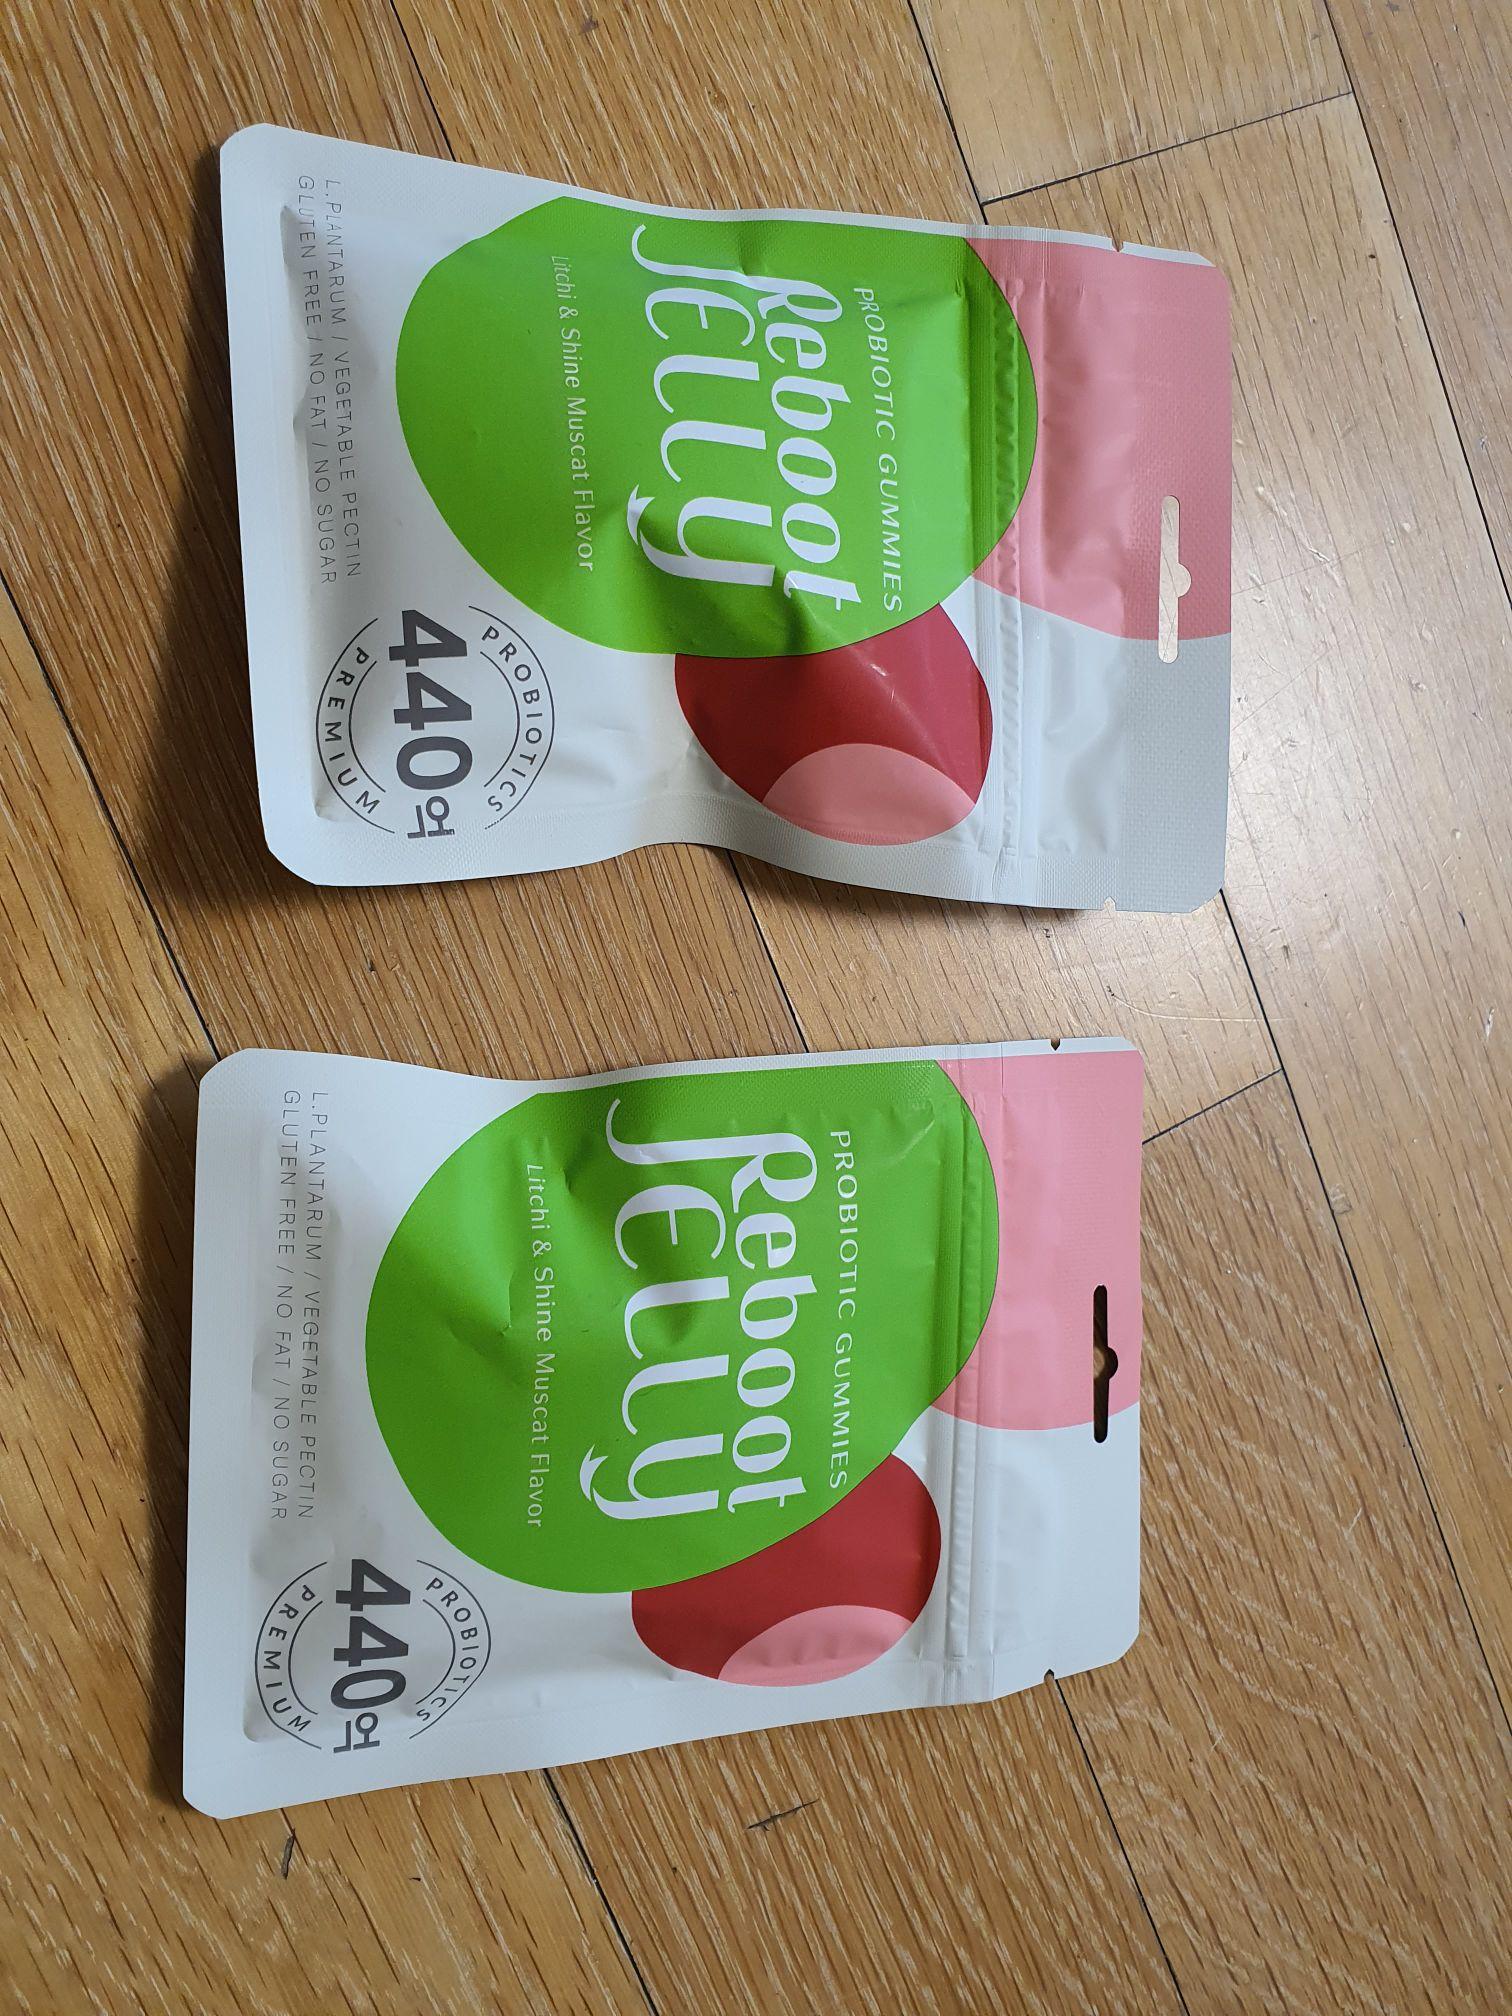 PROBIOTIC GUMMIES
Reboot
JELLY
Litchi & Shine Muscat Flavor
PROBIOTICS
440억
PREMIUM
L.PLANTARUM / VEGETABLE PECTIN
GLUTEN FREE / NO FAT / NO SUGAR
PROBIOTIC GUMMIES
Reboot
JELLY
Litchi & Shine Muscat Flavor
PROBIOTICS
440억
PREMIUM
L.PLANTARUM / VEGETABLE PECTIN
GLUTEN FREE / NO FAT / NO SUGAR